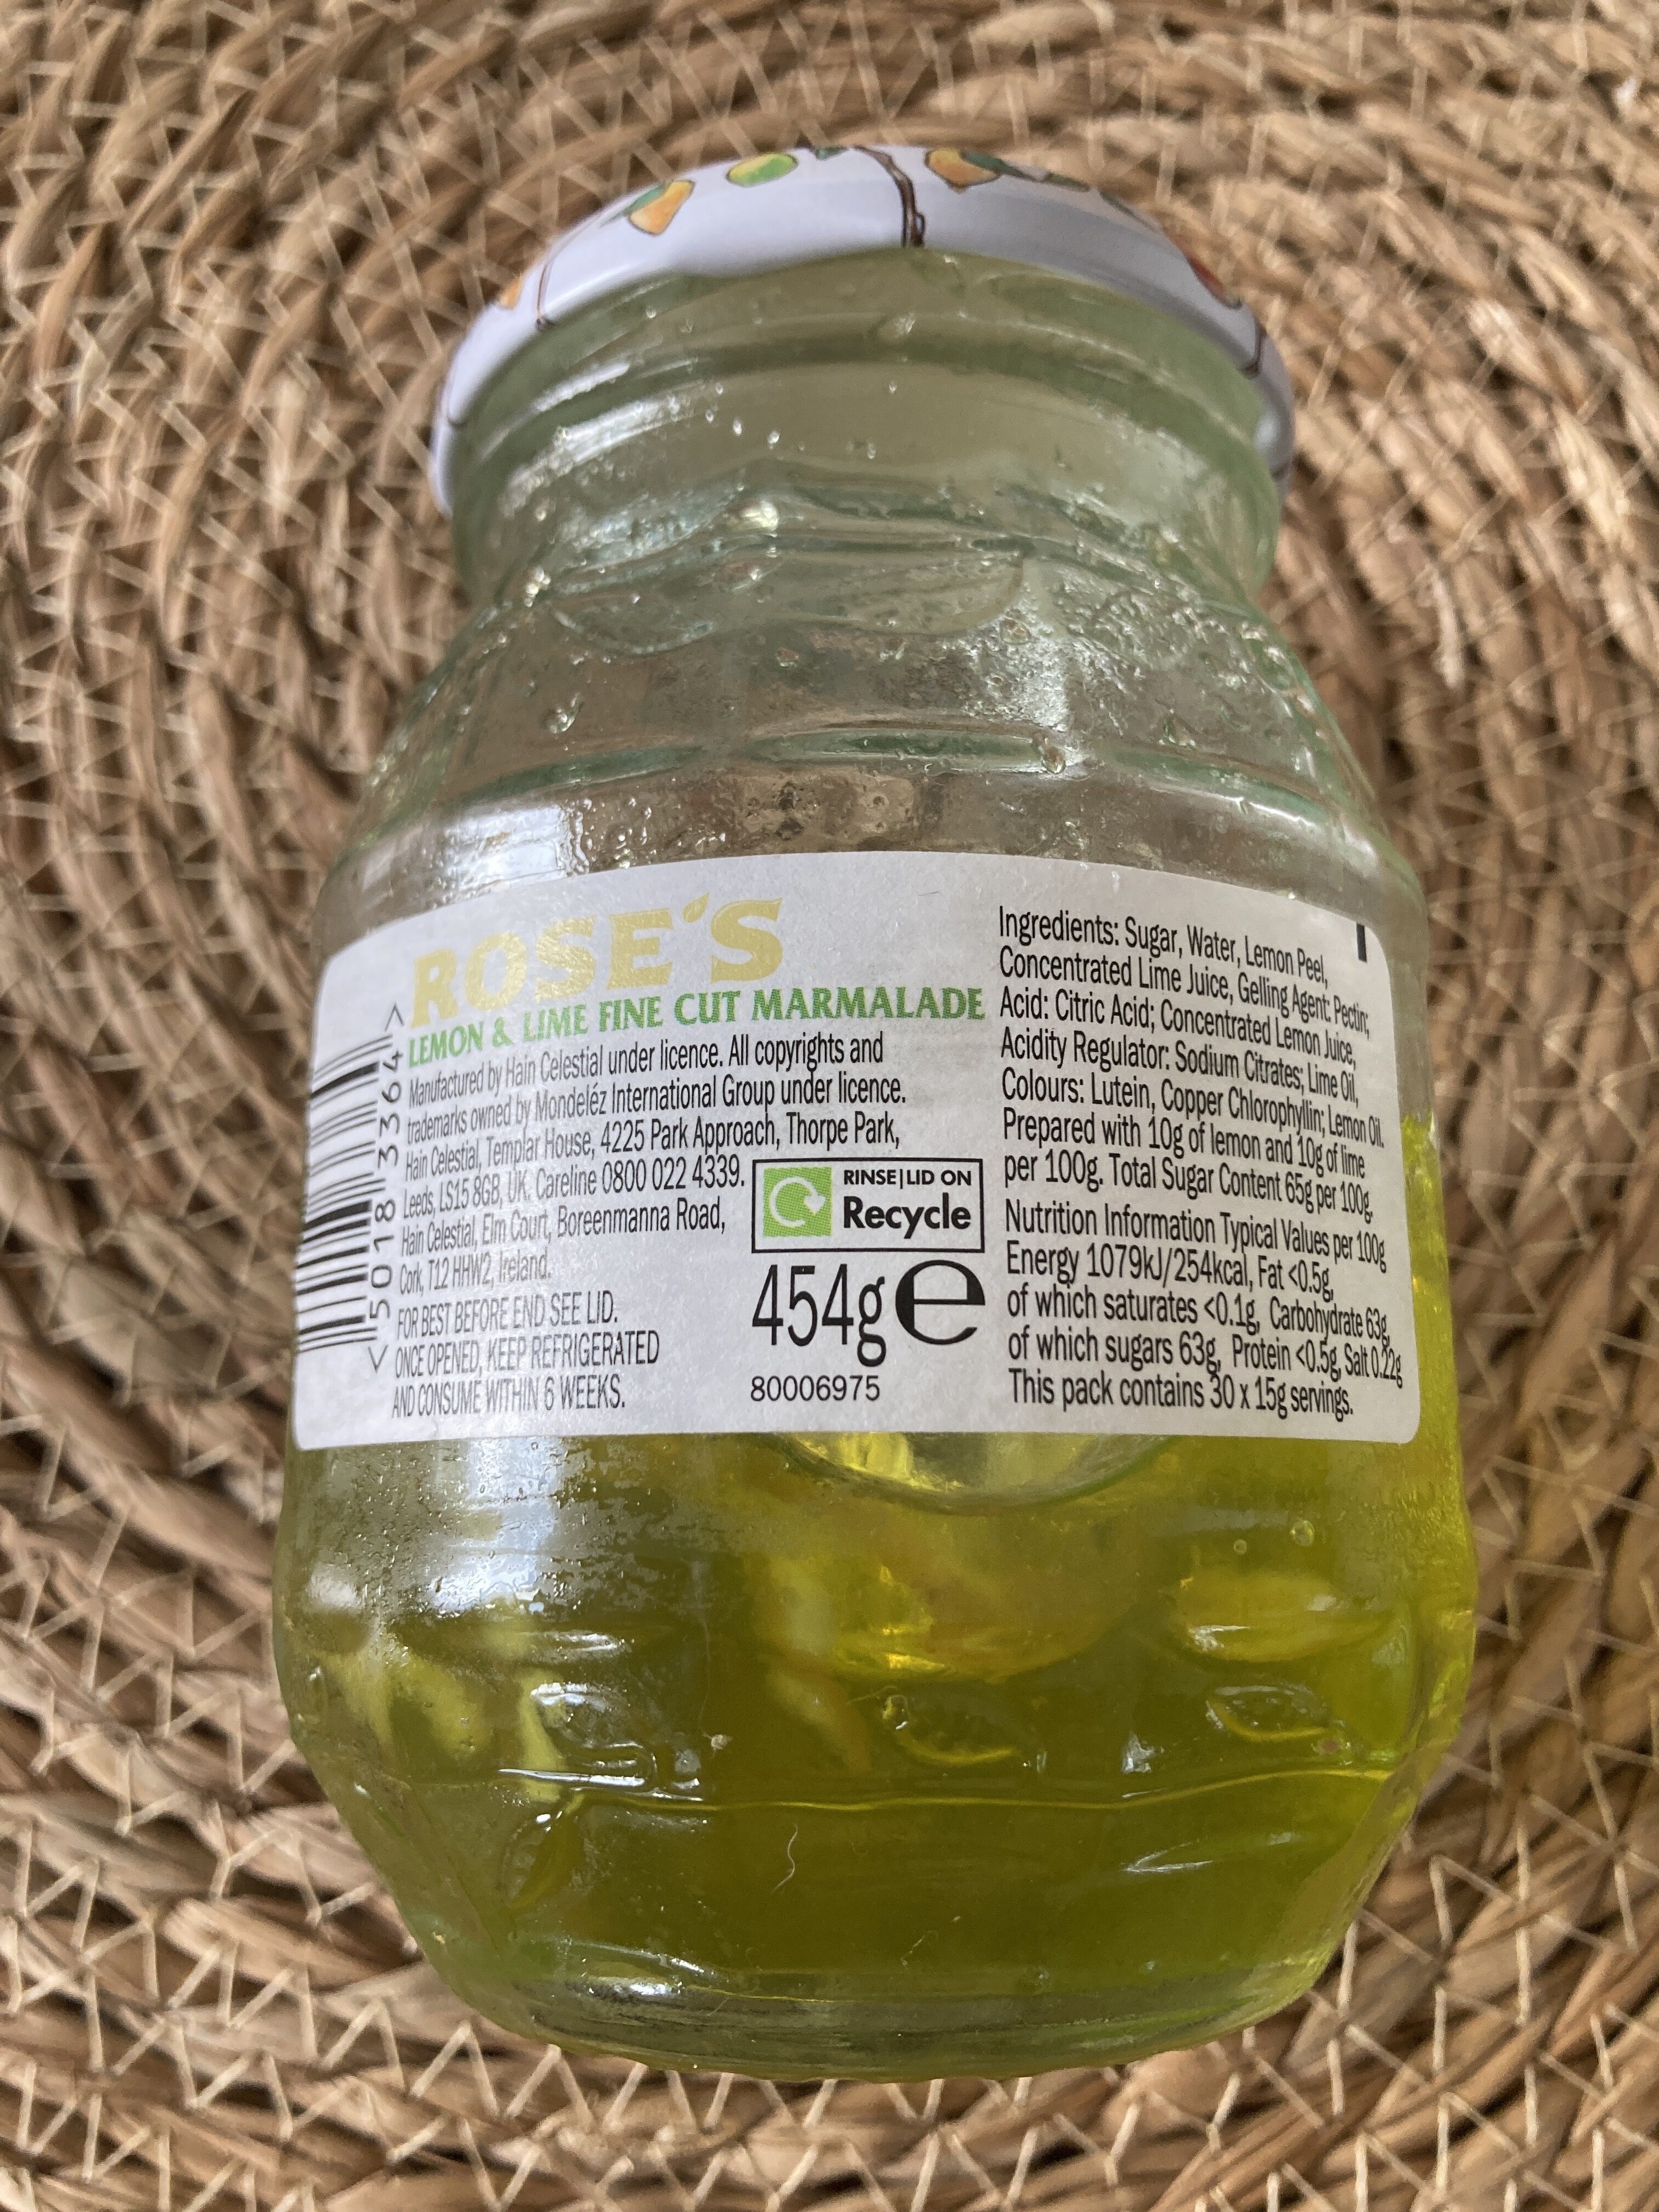 ROSE'S
LEMON & LIME FINE CUT MARMALADE
Manufactured by Hain Celestial under licence. All copyrights and
trademarks owned by Mondeléz International Group under licence.
Hain Celestial, Templar House, 4225 Park Approach, Thorpe Park,
Leeds, LS15 8GB, UK. Careline 0800 022 4339.
Hain Celestial, Elm Court, Boreenmanna Road,
Cork, T12 HHW2, Ireland.
FOR BEST BEFORE END SEE LID.
ONCE OPENED, KEEP REFRIGERATED
AND CONSUME WITHIN 6 WEEKS.
RINSE|LID ON
Recycle
454g e
80006975
Ingredients: Sugar, Water, Lemon Peel,
Concentrated Lime Juice, Gelling Agent: Pectin;
Acid: Citric Acid; Concentrated Lemon Juice,
Acidity Regulator: Sodium Citrates; Lime Oil,
Colours: Lutein, Copper Chlorophyllin; Lemon Oil.
Prepared with 10g of lemon and 10g of lime
per 100g. Total Sugar Content 65g per 100g.
Nutrition Information Typical Values per 100g
Energy 1079kJ/254kcal, Fat <0.5g,
of which saturates <0.1g, Carbohydrate 63g,
of which sugars 63g, Protein <0.5g, Salt 0.22g
This pack contains 30 x 15g servings.
<5018183364>